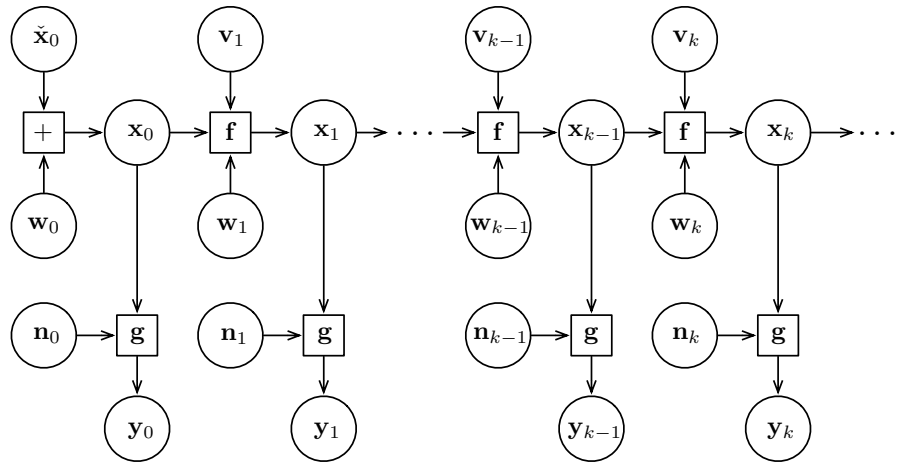 x̌₀ v₁ vₖ₋₁ vₖ
+ x₀ f x₁ ··· f xₖ₋₁ f xₖ ···
w₀ w₁ wₖ₋₁ wₖ
n₀ g n₁ g nₖ₋₁ g nₖ g
y₀ y₁ yₖ₋₁ yₖ